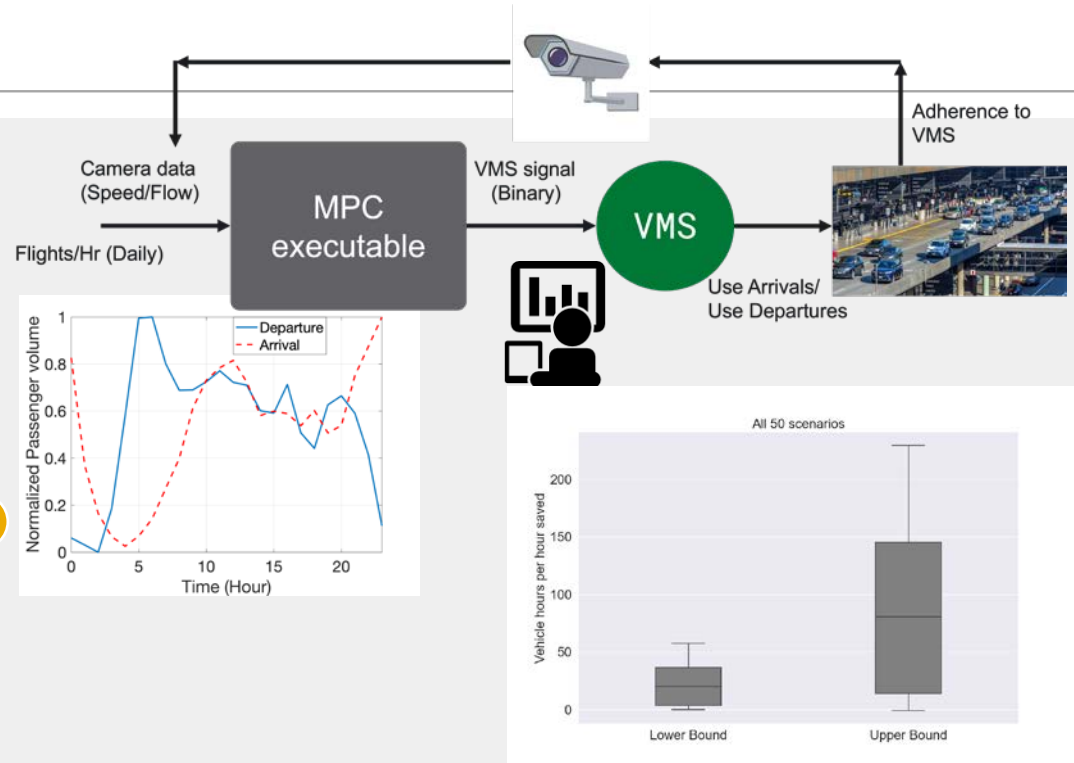 Adherence to
VMS
Camera data
(Speed/Flow)
Flights/Hr (Daily)
MPC
executable
VMS signal
(Binary)
VMS
Use Arrivals/
Use Departures
Departure
Arrival
Normalized Passenger volume
1
0.8
0.6
0.4
0.2
0
0
5
10
15
20
Time (Hour)
All 50 scenarios
Vehicle hours per hour saved
200
150
100
50
0
Lower Bound
Upper Bound